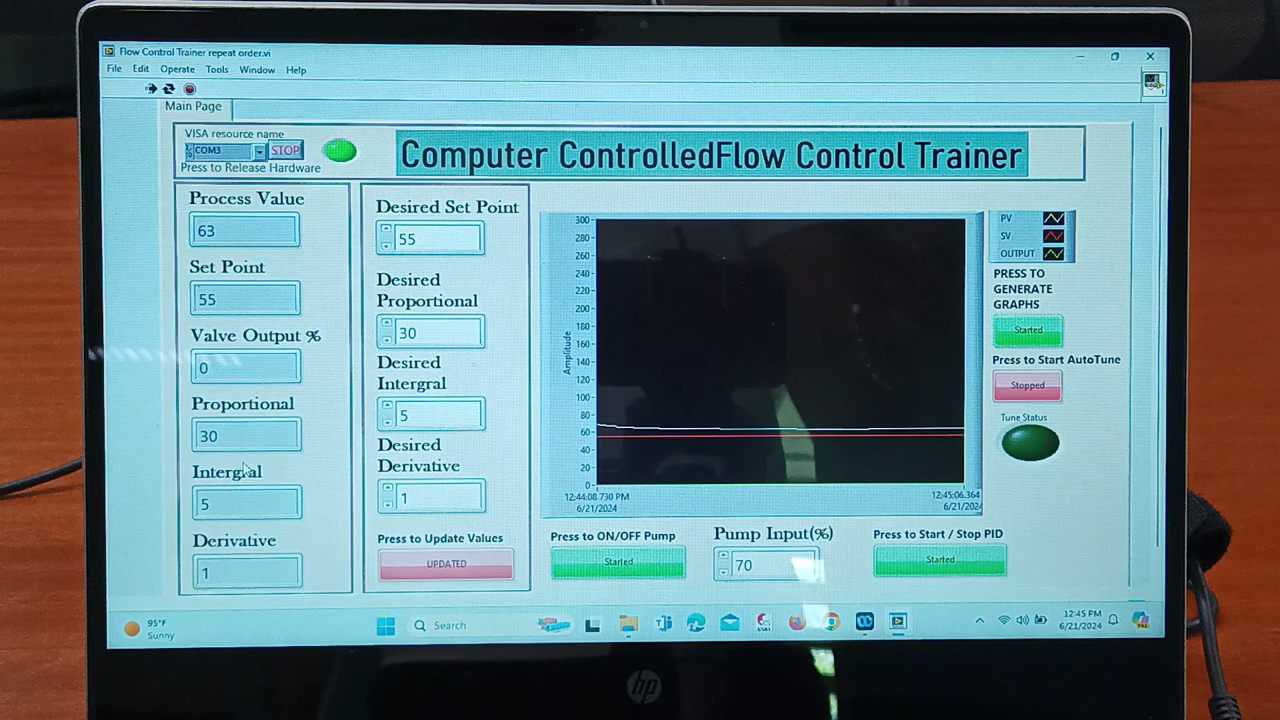 Flow Control Trainer repeat order.vi
File Edit Operate Tools Window Help
Main Page
VISA resource name
COM3
STOP
Press to Release Hardware
Computer ControlledFlow Control Trainer
Process Value
63
Set Point
55
Valve Output %
0
Proportional
30
Intergral
5
Derivative
1
Desired Set Point
55
Desired
Proportional
30
Desired
Intergral
5
Desired
Derivative
1
Press to Update Values
UPDATED
Amplitude
300
280
260
240
220
200
180
160
140
120
100
80
60
40
20
0
12:44:08.730 PM
6/21/2024
12:45:06.364
6/21/2024
PV
SV
OUTPUT
PRESS TO
GENERATE
GRAPHS
Started
Press to Start AutoTune
Stopped
Tune Status
Press to ON/OFF Pump
Started
Pump Input(%)
70
Press to Start / Stop PID
Started
95°F
Sunny
Search
12:45 PM
6/21/2024
hp